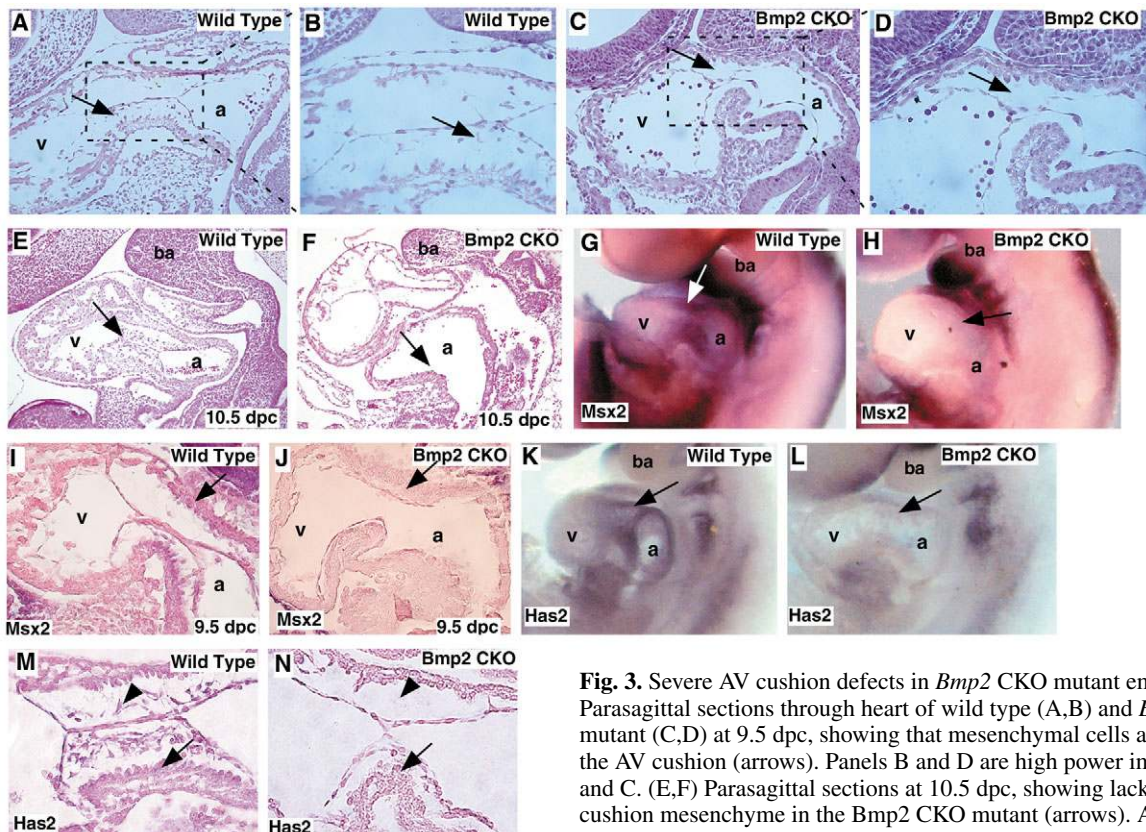 A Wild Type
B Wild Type
C Bmp2 CKO
D Bmp2 CKO
v a
v a
E Wild Type
ba
v a
10.5 dpc
F Bmp2 CKO
ba
a
10.5 dpc
G Wild Type
ba
v a
Msx2
H Bmp2 CKO
ba
v
a
Msx2
I Wild Type
v
a
Msx2 9.5 dpc
J Bmp2 CKO
v a
Msx2 9.5 dpc
K Wild Type
ba
v a
Has2
L Bmp2 CKO
ba
v a
Has2
M Wild Type
Has2
N Bmp2 CKO
Has2
Fig. 3. Severe AV cushion defects in Bmp2 CKO mutant en
Parasagittal sections through heart of wild type (A,B) and B
mutant (C,D) at 9.5 dpc, showing that mesenchymal cells a
the AV cushion (arrows). Panels B and D are high power in
and C. (E,F) Parasagittal sections at 10.5 dpc, showing lack
cushion mesenchyme in the Bmp2 CKO mutant (arrows). A